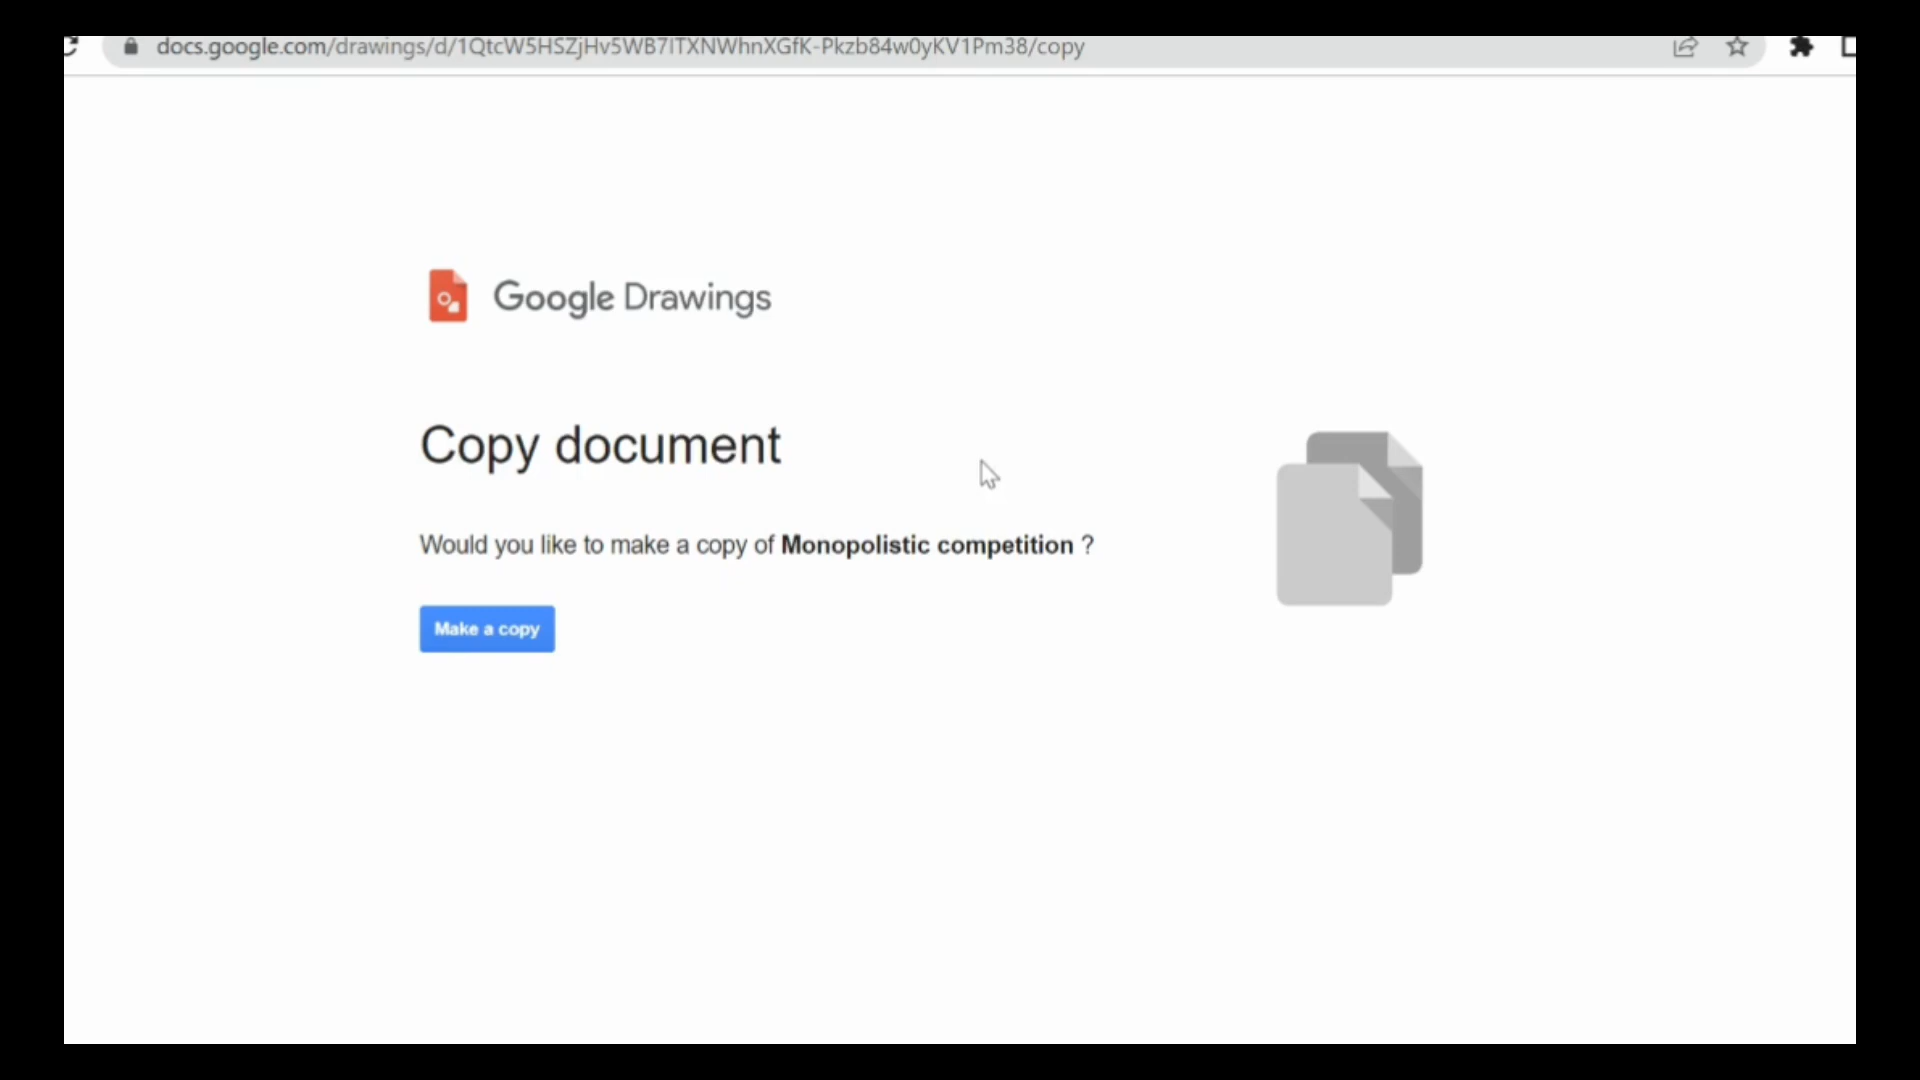 docs.google.com/drawings/d/1QtcW5HSZjHv5WB7ITXNWhnXGfK-Pkzb84w0yKV1Pm38/copy
Google Drawings
Copy document
Would you like to make a copy of Monopolistic competition ?
Make a copy